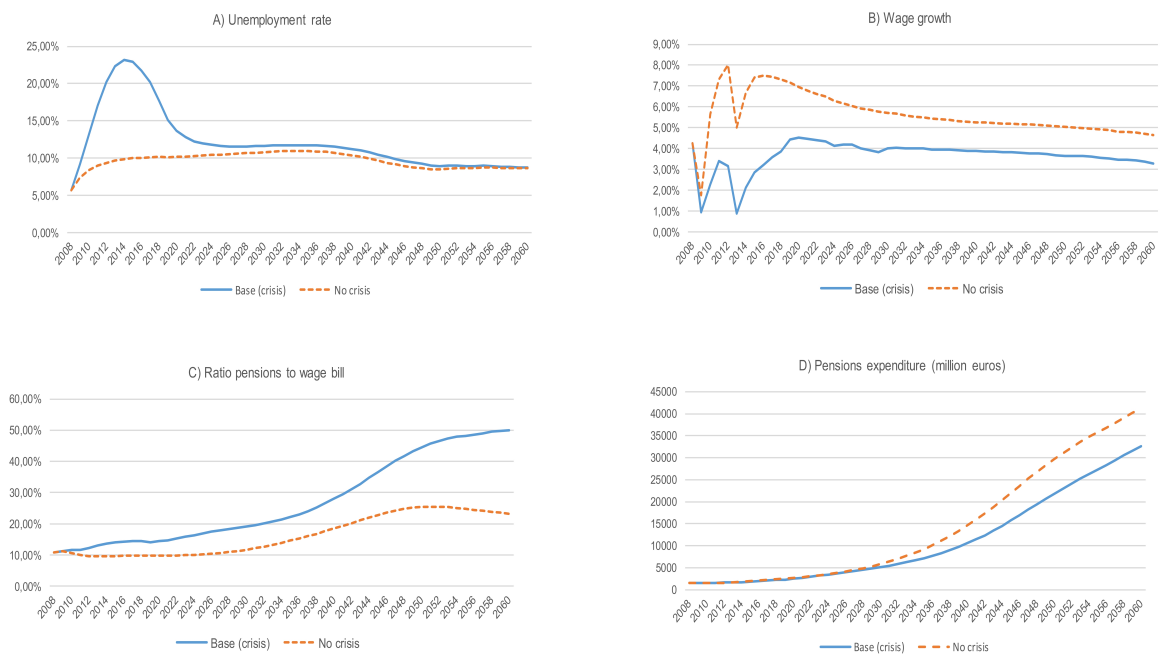 A) Unemployment rate
25,00%
20,00%
15,00%
10,00%
5,00%
0,00%
2008 2010 2012 2014 2016 2018 2020 2022 2024 2026 2028 2030 2032 2034 2036 2038 2040 2042 2044 2046 2048 2050 2052 2054 2056 2058 2060
Base (crisis) No crisis
B) Wage growth
9,00%
8,00%
7,00%
6,00%
5,00%
4,00%
3,00%
2,00%
1,00%
0,00%
2008 2010 2012 2014 2016 2018 2020 2022 2024 2026 2028 2030 2032 2034 2036 2038 2040 2042 2044 2046 2048 2050 2052 2054 2056 2058 2060
Base (crisis) No crisis
C) Ratio pensions to wage bill
60,00%
50,00%
40,00%
30,00%
20,00%
10,00%
0,00%
2008 2010 2012 2014 2016 2018 2020 2022 2024 2026 2028 2030 2032 2034 2036 2038 2040 2042 2044 2046 2048 2050 2052 2054 2056 2058 2060
Base (crisis) No crisis
D) Pensions expenditure (million euros)
45000
40000
35000
30000
25000
20000
15000
10000
5000
0
2008 2010 2012 2014 2016 2018 2020 2022 2024 2026 2028 2030 2032 2034 2036 2038 2040 2042 2044 2046 2048 2050 2052 2054 2056 2058 2060
Base (crisis) No crisis